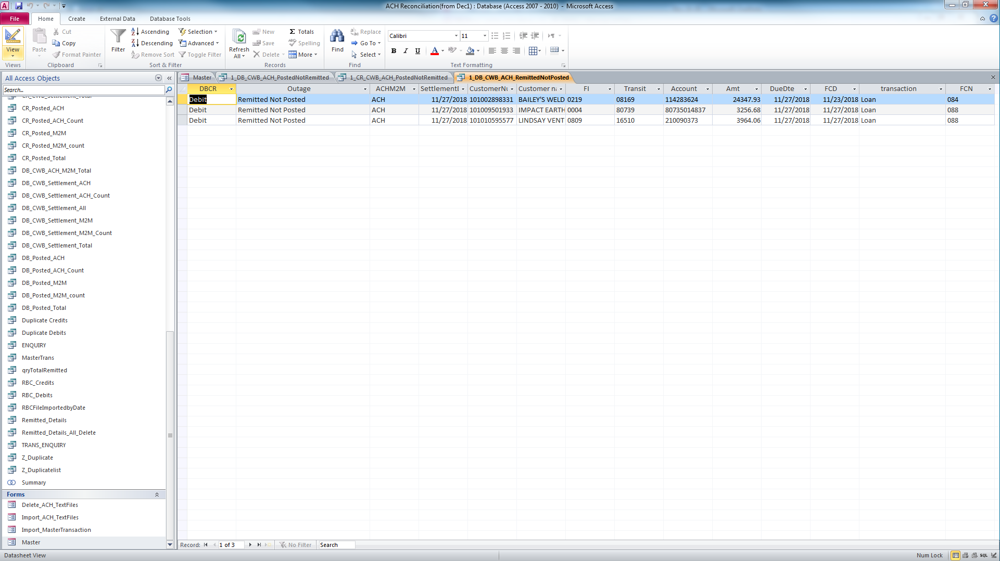 ACH Reconciliation(from Dec1) : Database (Access 2007 - 2010) - Microsoft Access
File Home Create External Data Database Tools
View
Views
Paste
Cut
Copy
Format Painter
Clipboard
Filter
Ascending
Descending
Remove Sort
Selection
Advanced
Toggle Filter
Sort & Filter
Refresh All
New
Save
Delete
Totals
Spelling
More
Records
Find
Replace
Go To
Select
Find
Calibri 11
B I U A ab
Text Formatting
All Access Objects
Search...
CR_CWB_Settlement_Total
CR_Posted_ACH
CR_Posted_ACH_Count
CR_Posted_M2M
CR_Posted_M2M_count
CR_Posted_Total
DB_CWB_ACH_M2M_Total
DB_CWB_Settlement_ACH
DB_CWB_Settlement_ACH_Count
DB_CWB_Settlement_All
DB_CWB_Settlement_M2M
DB_CWB_Settlement_M2M_Count
DB_CWB_Settlement_Total
DB_Posted_ACH
DB_Posted_ACH_Count
DB_Posted_M2M
DB_Posted_M2M_count
DB_Posted_Total
Duplicate Credits
Duplicate Debits
ENQUIRY
MasterTrans
qryTotalRemitted
RBC_Credits
RBC_Debits
RBCFileImportedbyDate
Remitted_Details
Remitted_Details_All_Delete
TRANS_ENQUIRY
Z_Duplicate
Z_Duplicatelist
Summary
Forms
Delete_ACH_TextFiles
Import_ACH_TextFiles
Import_MasterTransaction
Master
Master 1_DB_CWB_ACH_PostedNotRemitted 1_CR_CWB_ACH_PostedNotRemitted 1_DB_CWB_ACH_RemittedNotPosted
DBCR Outage ACHM2M SettlementI CustomerNu Customer na FI Transit Account Amt DueDte FCD transaction FCN
Debit Remitted Not Posted ACH 11/27/2018 101002898331 BAILEY'S WELD 0219 08169 114283624 24347.93 11/27/2018 11/23/2018 Loan 084
Debit Remitted Not Posted ACH 11/27/2018 101009501933 IMPACT EARTH 0004 80739 80735014837 3256.68 11/27/2018 11/27/2018 Loan 088
Debit Remitted Not Posted ACH 11/27/2018 101010595577 LINDSAY VENT 0809 16510 210090373 3964.06 11/27/2018 11/27/2018 Loan 088
Record: 1 of 3 No Filter Search
Datasheet View Num Lock SQL